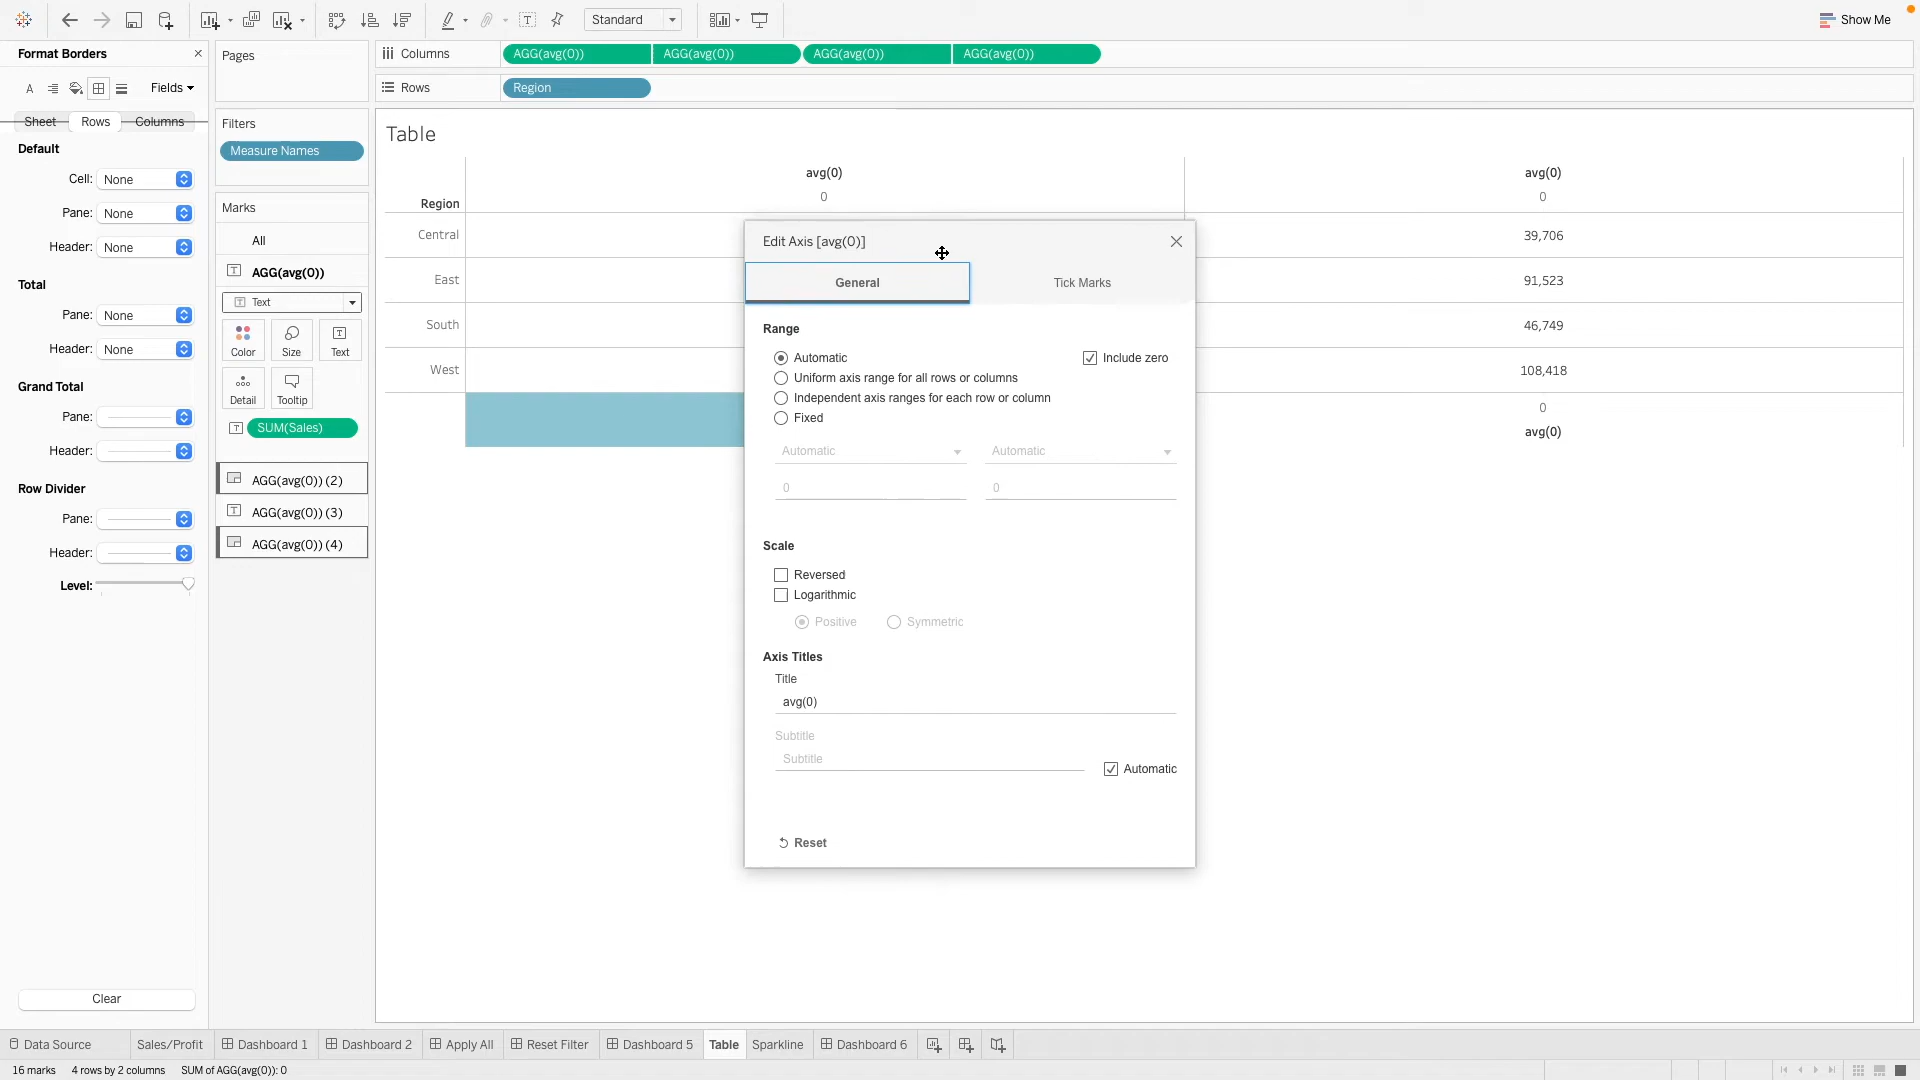 Standard
Show Me
Format Borders
Fields
Sheet
Rows
Columns
Default
Cell: None
Pane: None
Header: None
Total
Pane: None
Header: None
Grand Total
Pane:
Header:
Row Divider
Pane:
Header:
Level:
Clear
Pages
Filters
Measure Names
Marks
All
AGG(avg(0))
Text
Color
Size
Text
Detail
Tooltip
SUM(Sales)
AGG(avg(0)) (2)
AGG(avg(0)) (3)
AGG(avg(0)) (4)
Columns
AGG(avg(0))
AGG(avg(0))
AGG(avg(0))
AGG(avg(0))
Rows
Region
Table
avg(0)
avg(0)
0
0
Region
Central
39,706
East
91,523
South
46,749
West
108,418
0
avg(0)
Edit Axis [avg(0)]
General
Tick Marks
Range
Automatic
Include zero
Uniform axis range for all rows or columns
Independent axis ranges for each row or column
Fixed
Automatic
Automatic
0
0
Scale
Reversed
Logarithmic
Positive
Symmetric
Axis Titles
Title
avg(0)
Subtitle
Subtitle
Automatic
Reset
Data Source
Sales/Profit
Dashboard 1
Dashboard 2
Apply All
Reset Filter
Dashboard 5
Table
Sparkline
Dashboard 6
16 marks
4 rows by 2 columns
SUM of AGG(avg(0)): 0